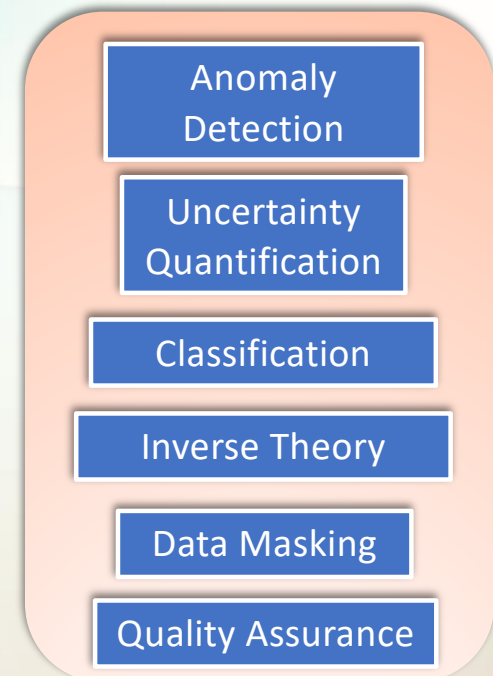 Anomaly
Detection
Uncertainty
Quantification
Classification
Inverse Theory
Data Masking
Quality Assurance